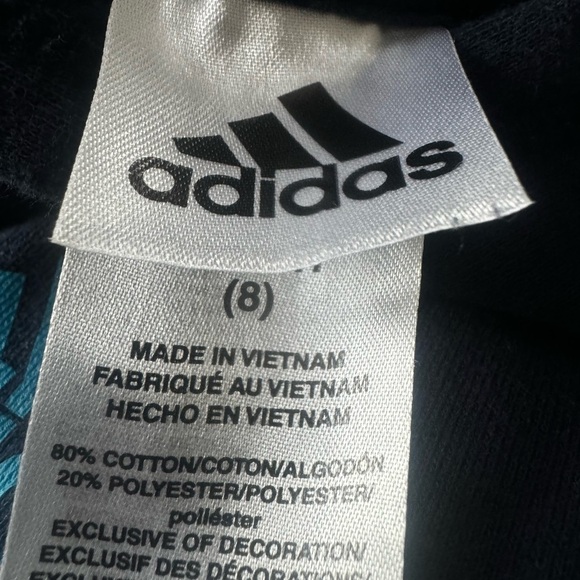 adidas
(8)
MADE IN VIETNAM
FABRIQUÉ AU VIETNAM
HECHO EN VIETNAM
80% COTTON/COTON/ALGODÓN
20% POLYESTER/POLYESTER/
poliéster
EXCLUSIVE OF DECORATION/
EXCLUSIF DES DÉCORATIONS/